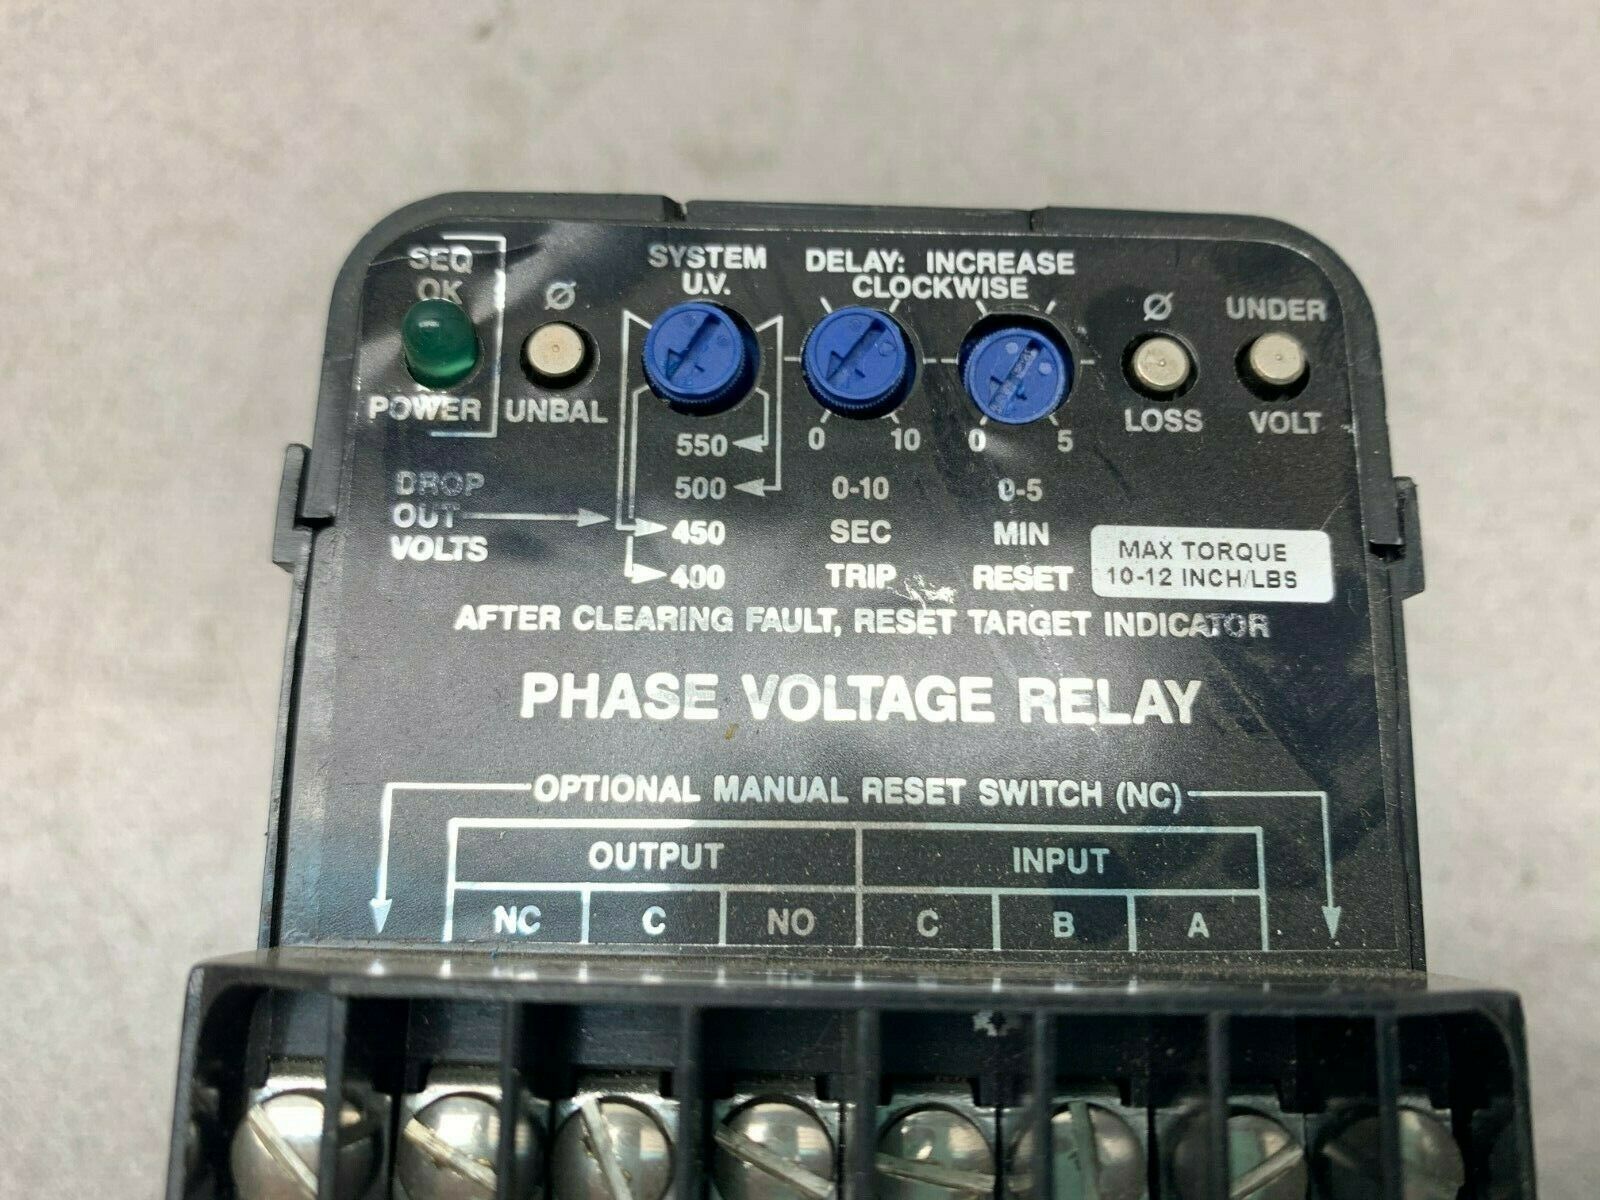 SEQ
OK
POWER
Ø
UNBAL
SYSTEM
U.V.
DELAY: INCREASE
CLOCKWISE
Ø
LOSS
UNDER
VOLT
DROP
OUT
VOLTS
550
500
450
400
0 10
0-10
SEC
TRIP
0 5
0-5
MIN
RESET
MAX TORQUE
10-12 INCH/LBS
AFTER CLEARING FAULT, RESET TARGET INDICATOR
PHASE VOLTAGE RELAY
OPTIONAL MANUAL RESET SWITCH (NC)
OUTPUT INPUT
NC C NO C B A